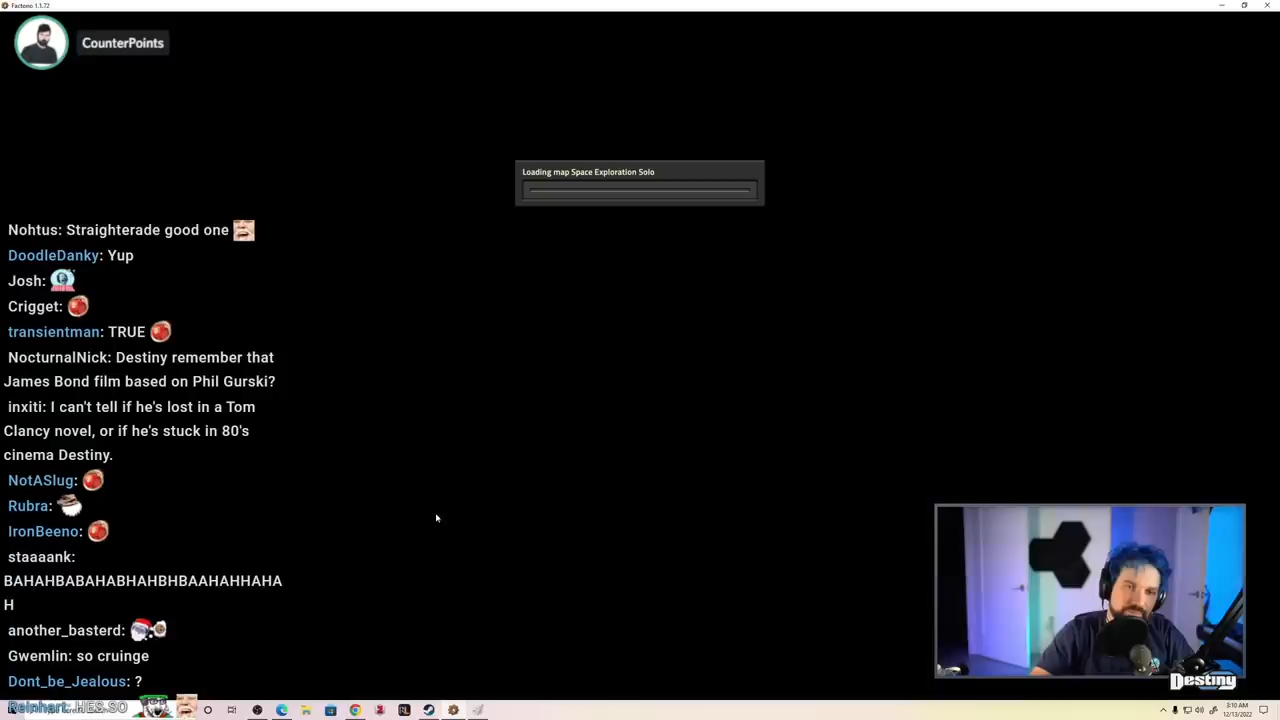 Factorio 1.1.72
CounterPoints
Loading map Space Exploration Solo
Nohtus: Straighterade good one
DoodleDanky: Yup
Josh:
Crigget:
transientman: TRUE
NocturnalNick: Destiny remember that
James Bond film based on Phil Gurski?
inxiti: I can't tell if he's lost in a Tom
Clancy novel, or if he's stuck in 80's
cinema Destiny.
NotASlug:
Rubra:
IronBeeno:
staaaank:
BAHAHBABAHABHAHBHBAAHAHHAHA
H
another_basterd:
Gwemlin: so cruinge
Dont_be_Jealous: ?
Reinhart: HES SO
Destiny
3:10 AM
12/13/2022